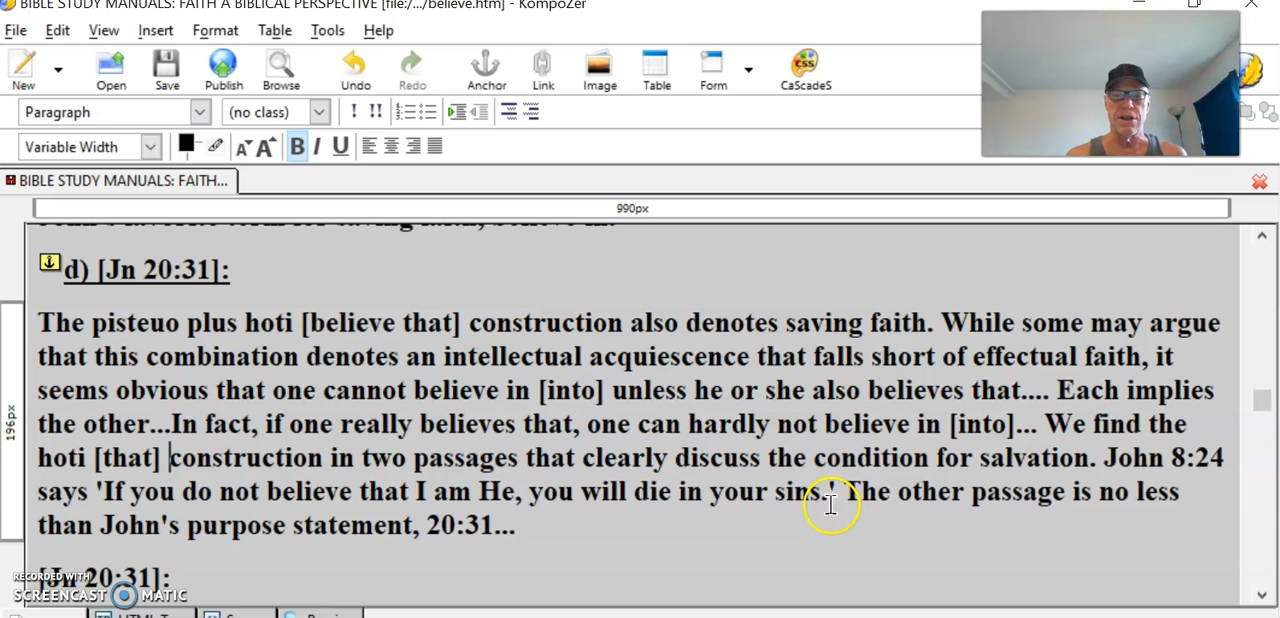 BIBLE STUDY MANUALS: FAITH A BIBLICAL PERSPECTIVE [file:/.../believe.htm] - KompoZer
File Edit View Insert Format Table Tools Help
New Open Save Publish Browse Undo Redo Anchor Link Image Table Form CaScadeS
Paragraph (no class) ! !!
Variable Width A A B I U
BIBLE STUDY MANUALS: FAITH...
990px
d) [Jn 20:31]:
The pisteuo plus hoti [believe that] construction also denotes saving faith. While some may argue
that this combination denotes an intellectual acquiescence that falls short of effectual faith, it
seems obvious that one cannot believe in [into] unless he or she also believes that.... Each implies
the other...In fact, if one really believes that, one can hardly not believe in [into]... We find the
hoti [that] construction in two passages that clearly discuss the condition for salvation. John 8:24
says 'If you do not believe that I am He, you will die in your sins.' The other passage is no less
than John's purpose statement, 20:31...
196px
[Jn 20:31]:
RECORDED WITH
SCREENCAST MATIC